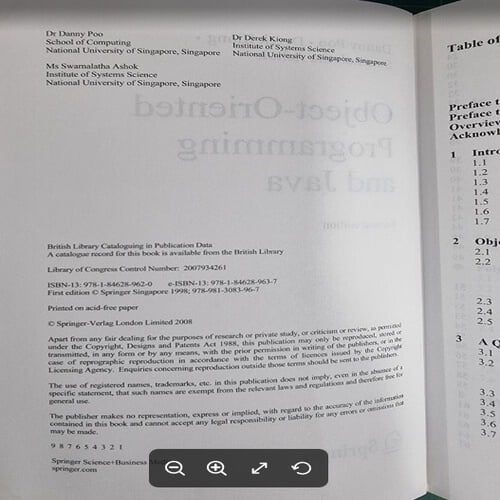 Dr Danny Poo
School of Computing
National University of Singapore, Singapore
Dr Derek Kiong
Institute of Systems Science
National University of Singapore, Singapore
Ms Swarnalatha Ashok
Institute of Systems Science
National University of Singapore, Singapore
Object-Oriented
Programming
and Java
British Library Cataloguing in Publication Data
A catalogue record for this book is available from the British Library
Library of Congress Control Number: 2007934261
ISBN-13: 978-1-84628-962-0 e-ISBN-13: 978-1-84628-963-7
First edition © Springer Singapore 1998; 978-981-3083-96-7
Printed on acid-free paper
© Springer-Verlag London Limited 2008
Apart from any fair dealing for the purposes of research or private study, or criticism or review, as permitted
under the Copyright, Designs and Patents Act 1988, this publication may only be reproduced, stored or
transmitted, in any form or by any means, with the prior permission in writing of the publishers, or in the
case of reprographic reproduction in accordance with the terms of licences issued by the Copyright
Licensing Agency. Enquiries concerning reproduction outside those terms should be sent to the publishers.
The use of registered names, trademarks, etc. in this publication does not imply, even in the absence of a
specific statement, that such names are exempt from the relevant laws and regulations and therefore free for
general use.
The publisher makes no representation, express or implied, with regard to the accuracy of the information
contained in this book and cannot accept any legal responsibility or liability for any errors or omissions that
may be made.
9 8 7 6 5 4 3 2 1
Springer Science+Business
springer.com
Table of
Preface
Preface
Overview
1 Intro
1.1
1.2
1.3
1.4
1.5
1.6
1.7
2 Obj
2.1
2.2
2.3
2.4
2.5
3 A Q
3.1
3.2
3.3
3.4
3.5
3.6
3.7